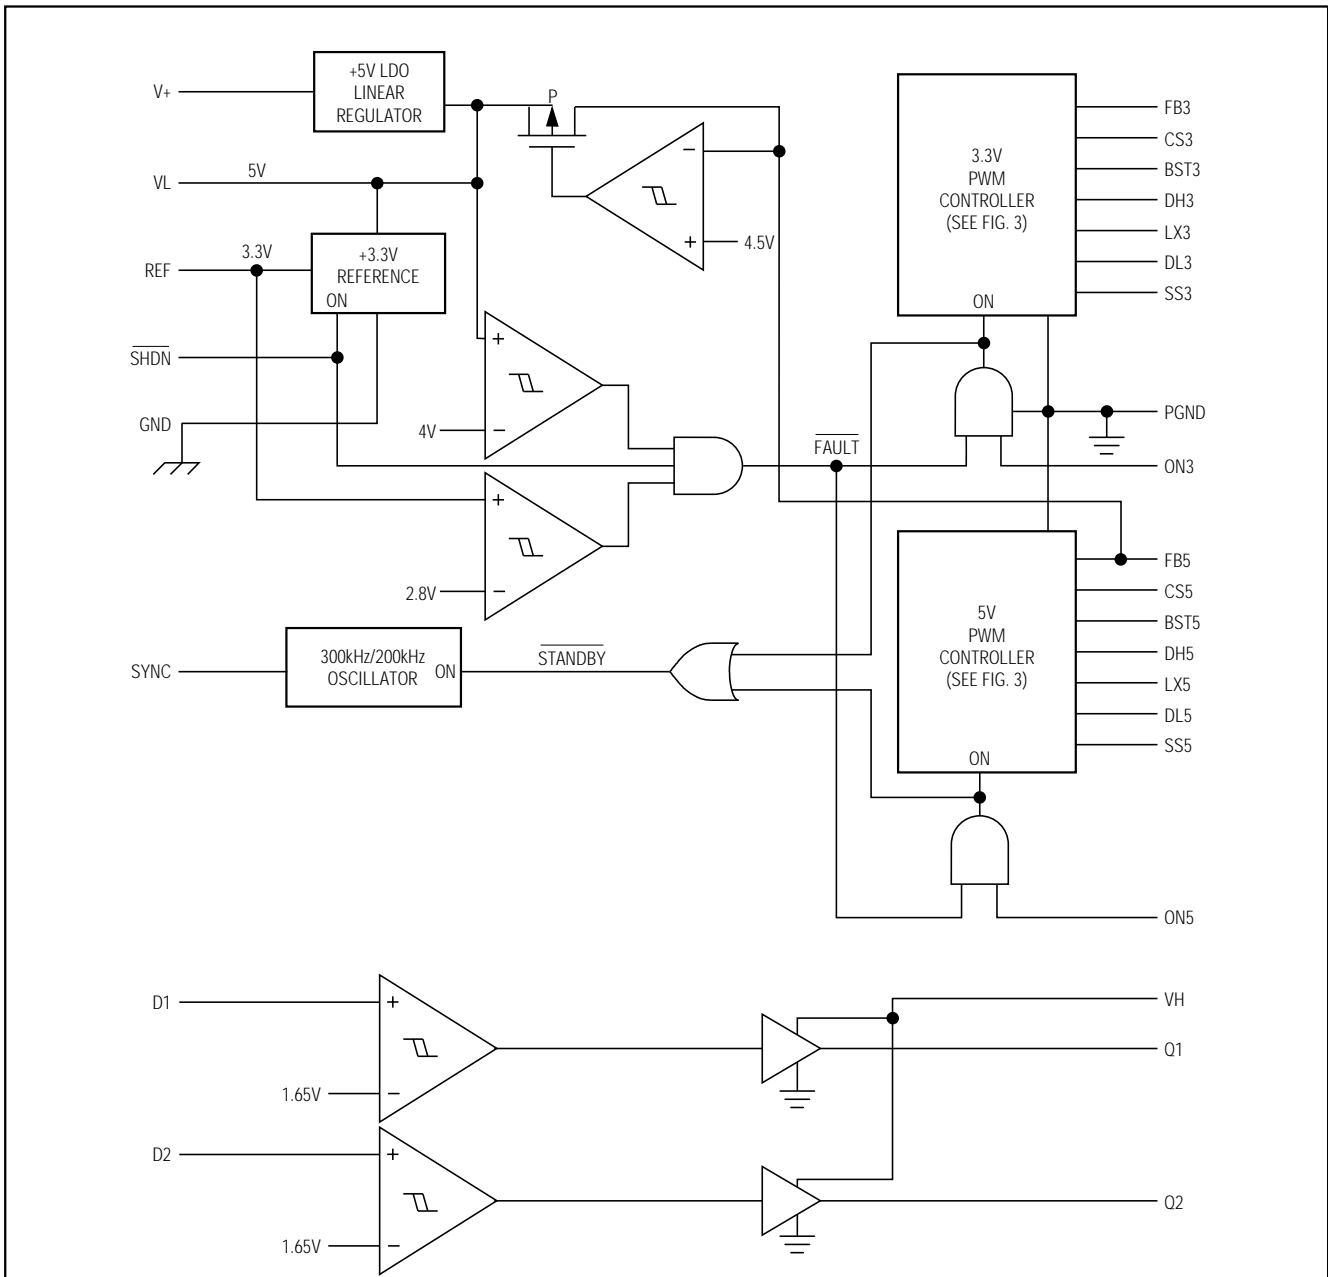 V+
+5V LDO
LINEAR
REGULATOR
P
VL
5V
REF
3.3V
+3.3V
REFERENCE
ON
SHDN
GND
−
+
4.5V
+
4V
−
+
2.8V
−
FAULT
3.3V
PWM
CONTROLLER
(SEE FIG. 3)
ON
FB3
CS3
BST3
DH3
LX3
DL3
SS3
PGND
ON3
5V
PWM
CONTROLLER
(SEE FIG. 3)
ON
FB5
CS5
BST5
DH5
LX5
DL5
SS5
ON5
SYNC
300kHz/200kHz
OSCILLATOR
ON
STANDBY
D1
+
1.65V
−
VH
Q1
D2
+
1.65V
−
Q2